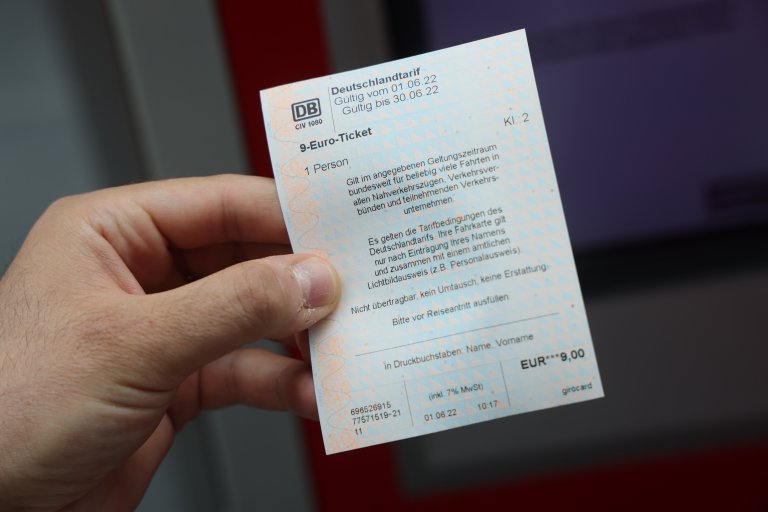 Deutschlandtarif
Gültig vom 01.06.22
Gültig bis 30.06.22
DB
CIV 1080
9-Euro-Ticket
Kl. 2
1 Person
Gilt im angegebenen Geltungszeitraum
bundesweit für beliebig viele Fahrten in
allen Nahverkehrszügen, Verkehrsver-
bünden und teilnehmenden Verkehrs-
unternehmen.
Es gelten die Tarifbedingungen des
Deutschlandtarifs. Ihre Fahrkarte gilt
nur nach Eintragung Ihres Namens
und zusammen mit einem amtlichen
Lichtbildausweis (z.B. Personalausweis).
Nicht übertragbar, kein Umtausch, keine Erstattung.
Bitte vor Reiseantritt ausfüllen.
in Druckbuchstaben: Name, Vorname
(inkl. 7% MwSt)
EUR***9,00
696526915
77571519-21
11
01.06.22 10:17
girocard